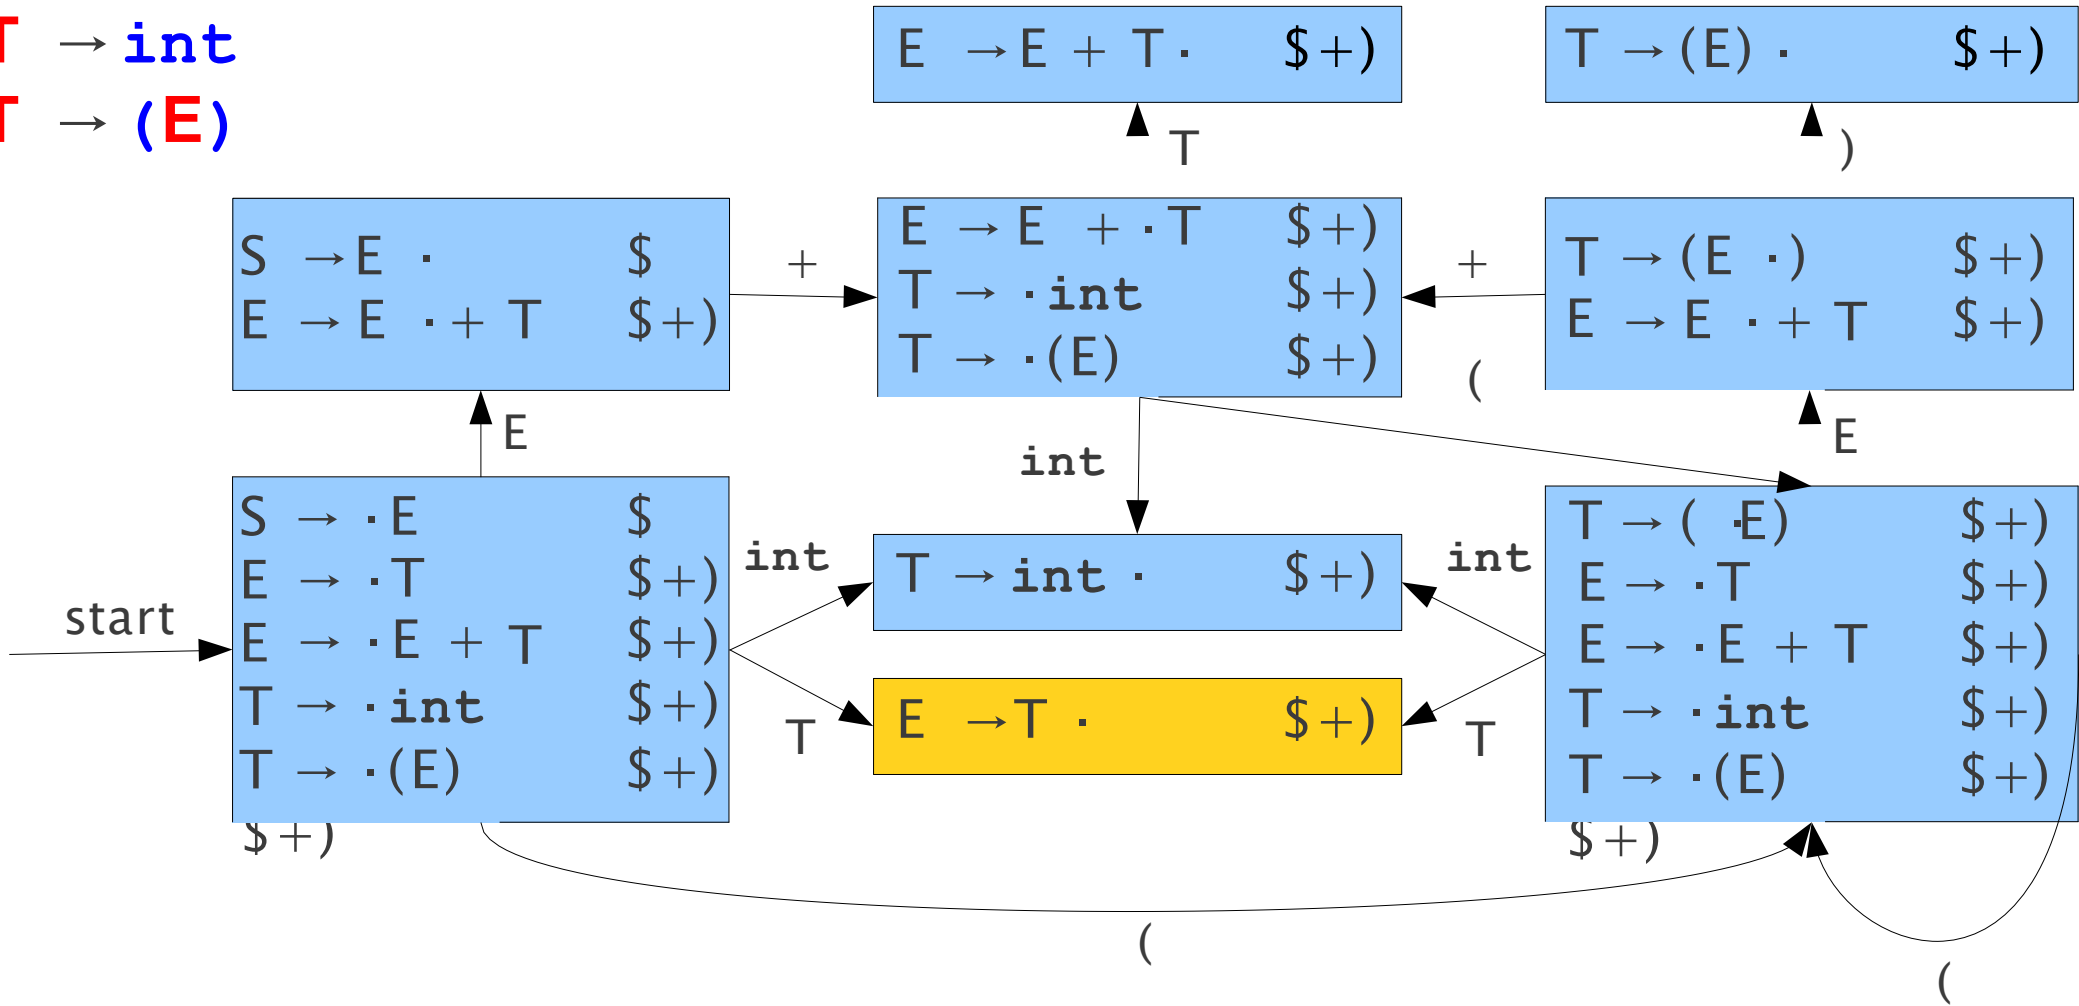 T → int
T → (E)
E → E + T · $+)
T → (E) · $+)
T
)
S → E · $
E → E · + T $+)
+
E → E + · T $+)
T → · int $+)
T → · (E) $+)
+
T → (E · ) $+)
E → E · + T $+)
(
E
int
E
start
S → · E $
E → · T $+)
E → · E + T $+)
T → · int $+)
T → · (E) $+)
$+)
int
T
T → int · $+)
E → T · $+)
int
T
T → ( · E) $+)
E → · T $+)
E → · E + T $+)
T → · int $+)
T → · (E) $+)
$+)
(
(